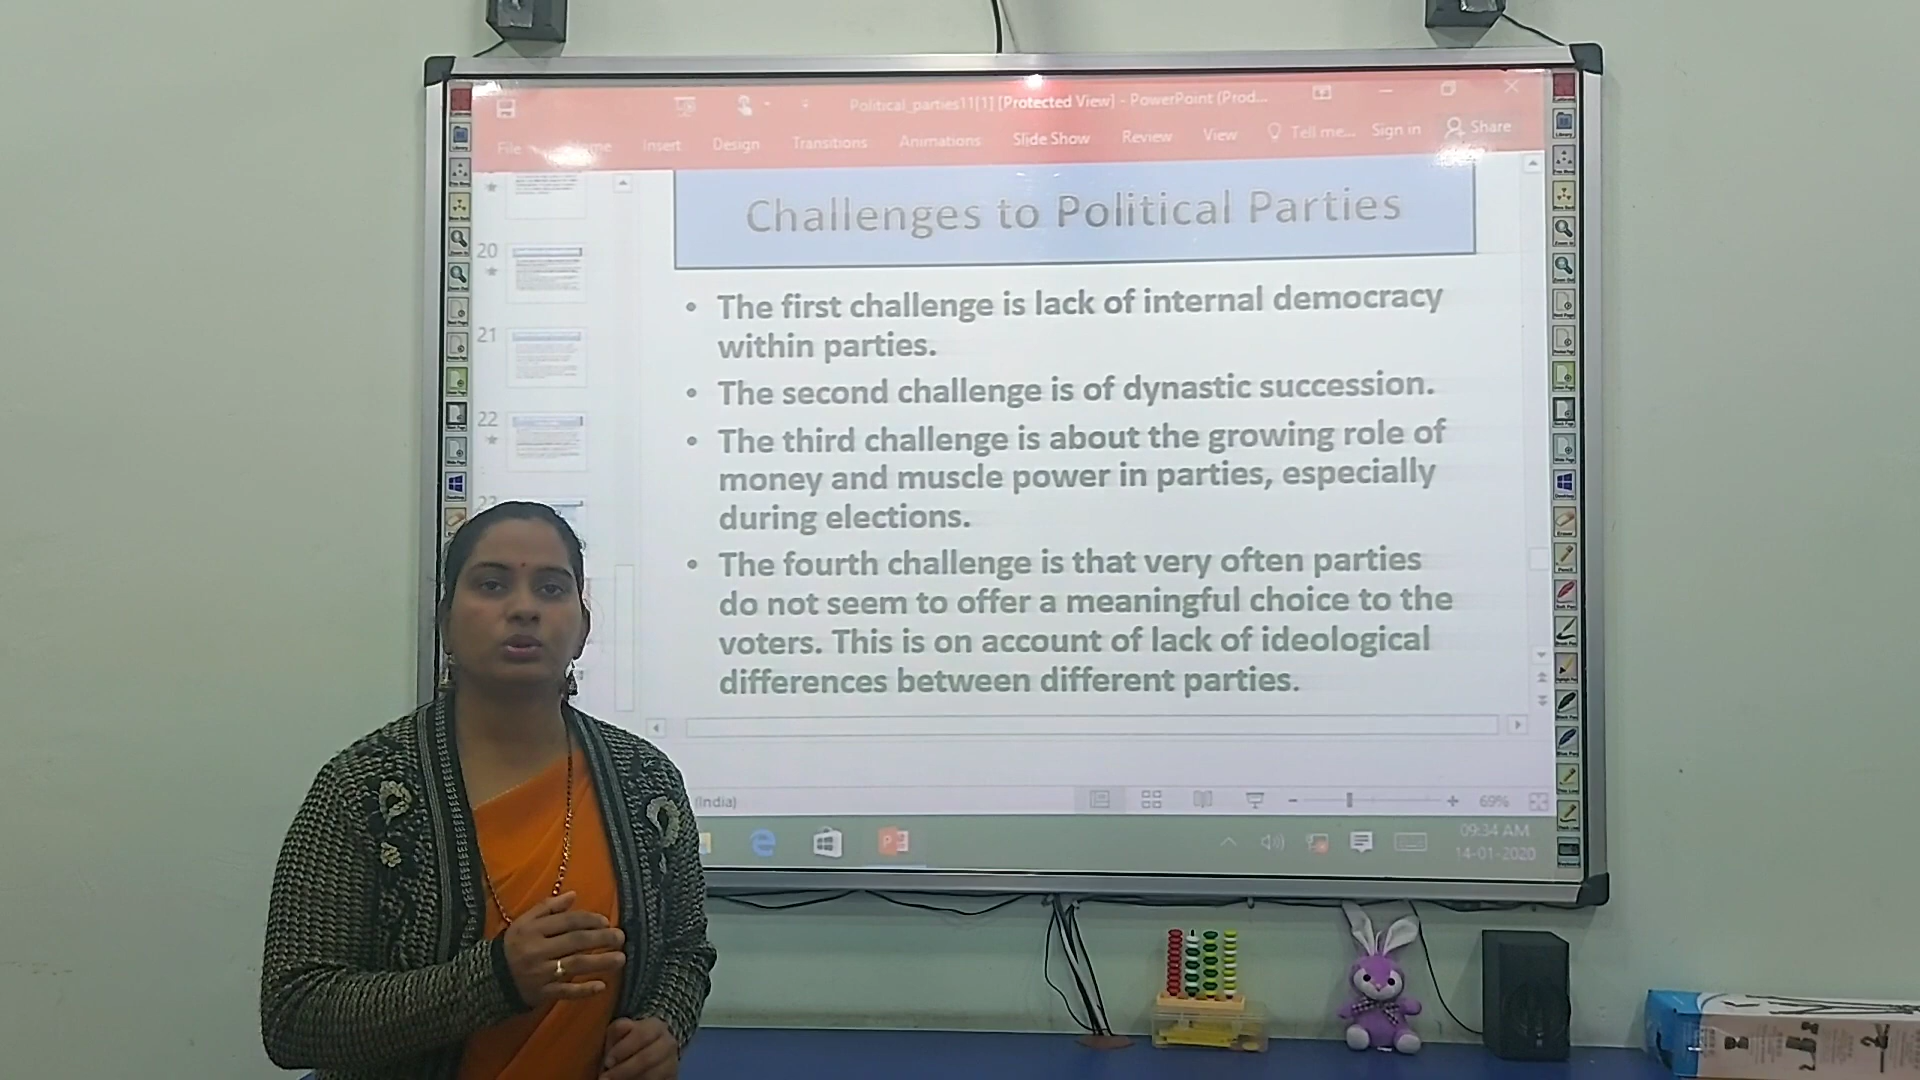 Political_parties11[1] [Protected View] - PowerPoint (Prod...
File Home Insert Design Transitions Animations Slide Show Review View Tell me... Sign in Share
Challenges to Political Parties
20
21
22
23
• The first challenge is lack of internal democracy
within parties.
• The second challenge is of dynastic succession.
• The third challenge is about the growing role of
money and muscle power in parties, especially
during elections.
• The fourth challenge is that very often parties
do not seem to offer a meaningful choice to the
voters. This is on account of lack of ideological
differences between different parties.
(India)
69%
09:34 AM
14-01-2020